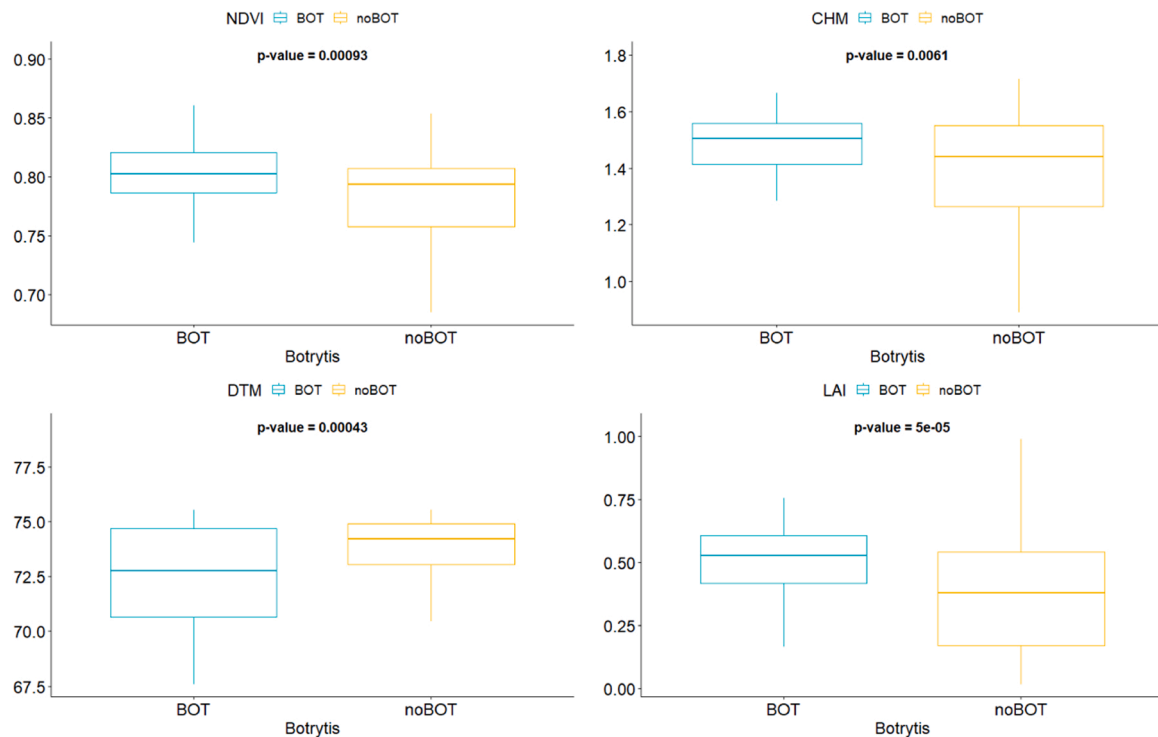 NDVI BOT noBOT
p-value = 0.00093
0.90
0.85
0.80
0.75
0.70
BOT noBOT
Botrytis
CHM BOT noBOT
p-value = 0.0061
1.8
1.6
1.4
1.2
1.0
BOT noBOT
Botrytis
DTM BOT noBOT
p-value = 0.00043
77.5
75.0
72.5
70.0
67.5
BOT noBOT
Botrytis
LAI BOT noBOT
p-value = 5e-05
1.00
0.75
0.50
0.25
0.00
BOT noBOT
Botrytis